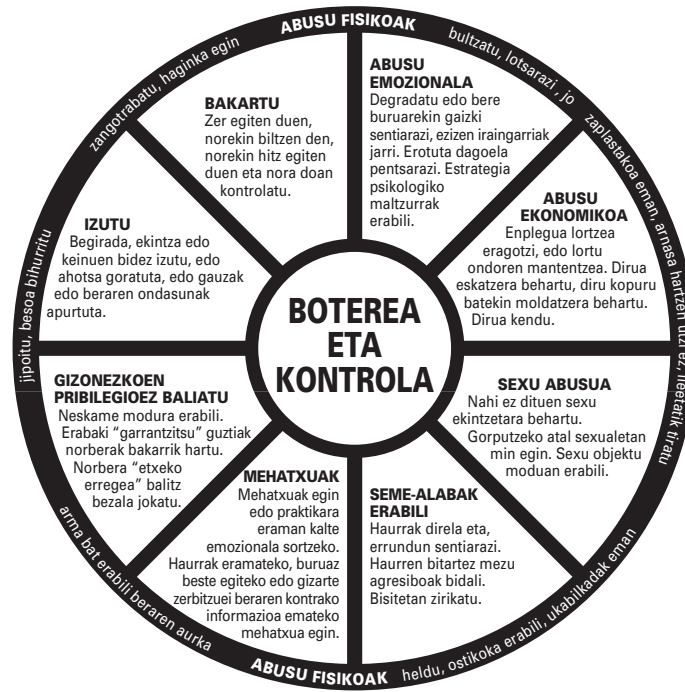 ABUSU FISIKOAK
bultzatu, lotsarazi , jo
zaplastakoa eman, arnasa hartzen utzi ez, ileetatik tiratu
zangotrabatu, haginka egin
jipoitu, besoa bihurritu
BAKARTU
Zer egiten duen,
norekin biltzen den,
norekin hitz egiten
duen eta nora doan
kontrolatu.
ABUSU
EMOZIONALA
Degradatu edo bere
buruarekin gaizki
sentiarazi, ezizen iraingarriak
jarri. Erotuta dagoela
pentsarazi. Estrategia
psikologiko
maltzurrak
erabili.
IZUTU
Begirada, ekintza edo
keinuen bidez izutu, edo
ahotsa goratuta, edo gauzak
edo beraren ondasunak
apurtuta.
ABUSU
EKONOMIKOA
Enplegua lortzea
eragotzi, edo lortu
ondoren mantentzea. Dirua
eskatzera behartu, diru kopuru
batekin moldatzera behartu.
Dirua kendu.
BOTEREA
ETA
KONTROLA
GIZONEZKOEN
PRIBILEGIOEZ BALIATU
Neskame modura erabili.
Erabaki “garrantzitsu” guztiak
norberak bakarrik hartu.
Norbera “etxeko
erregea” balitz
bezala jokatu.
SEXU ABUSUA
Nahi ez dituen sexu
ekintzetara behartu.
Gorputzeko atal sexualetan
min egin. Sexu objektu
moduan erabili.
MEHATXUAK
Mehatxuak egin
edo praktikara
eraman kalte
emozionala sortzeko.
Haurrak eramateko, buruaz
beste egiteko edo gizarte
zerbitzuei beraren kontrako
informazioa emateko
mehatxua egin.
SEME-ALABAK
ERABILI
Haurrak direla eta,
errundun sentiarazi.
Haurren bitartez mezu
agresiboak bidali.
Bisitetan zirikatu.
arma bat erabili beraren aurka
ABUSU FISIKOAK
heldu, ostikoka erabili, ukabilkadak eman